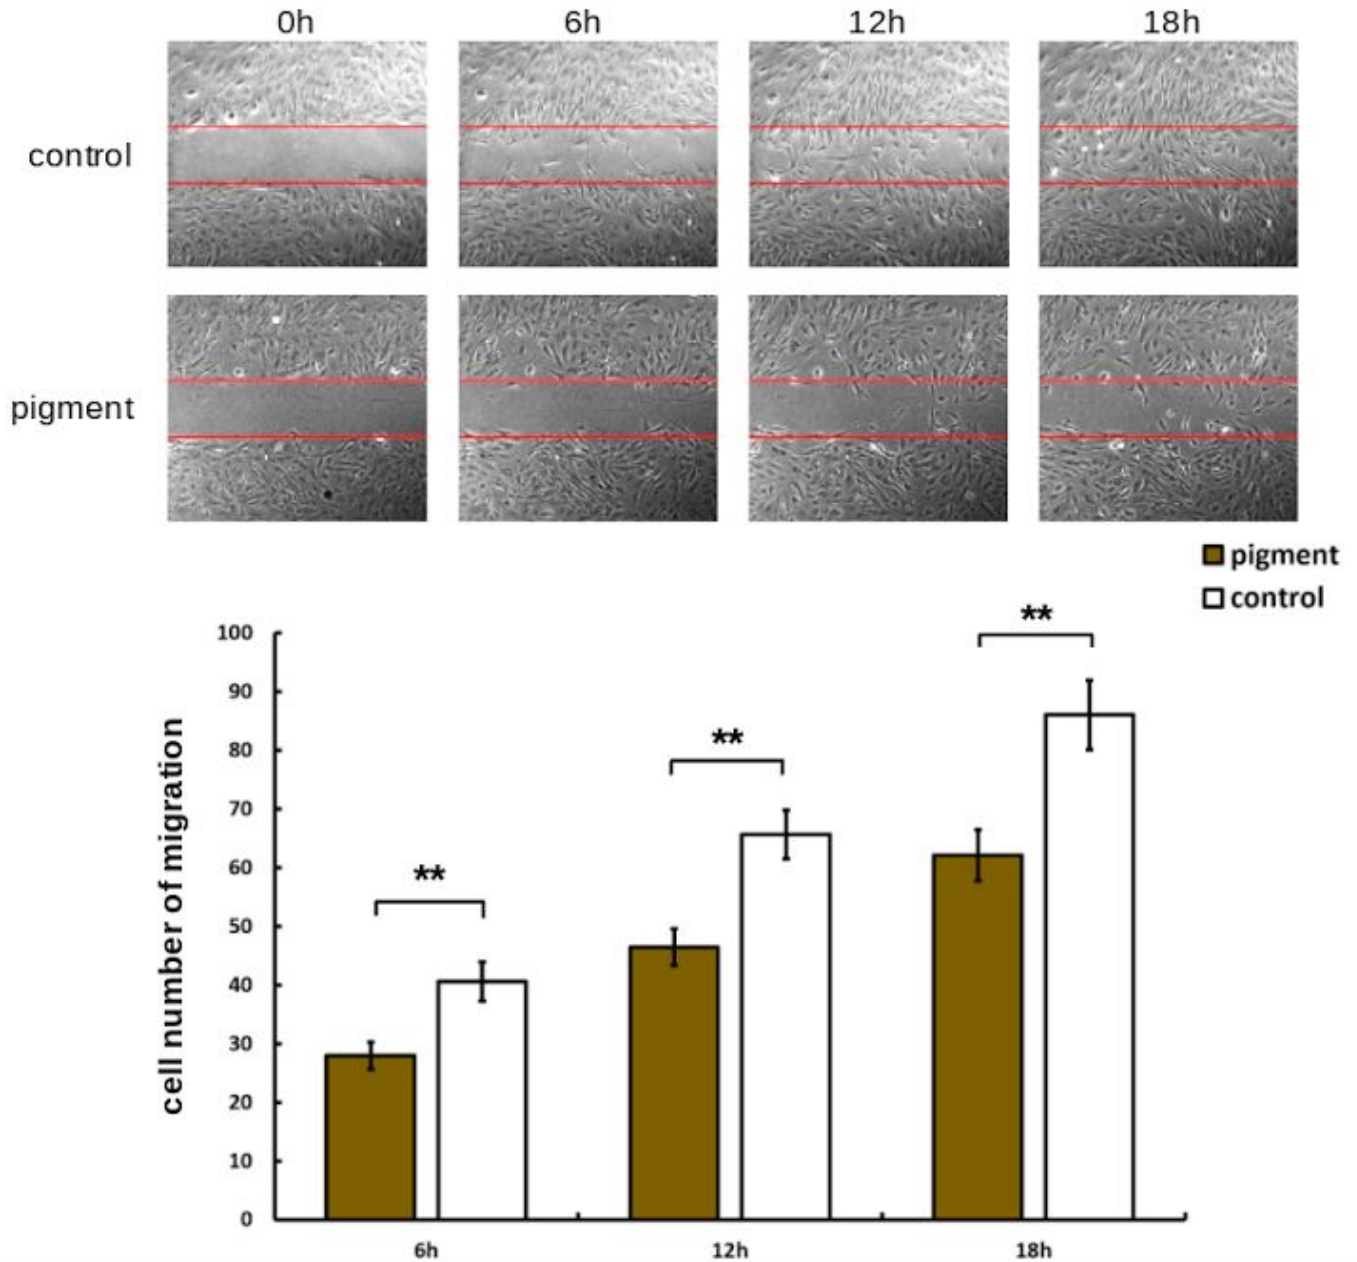 0h 6h 12h 18h
control
pigment
pigment
control
**
**
**
100
90
80
70
60
50
40
30
20
10
0
cell number of migration
6h 12h 18h